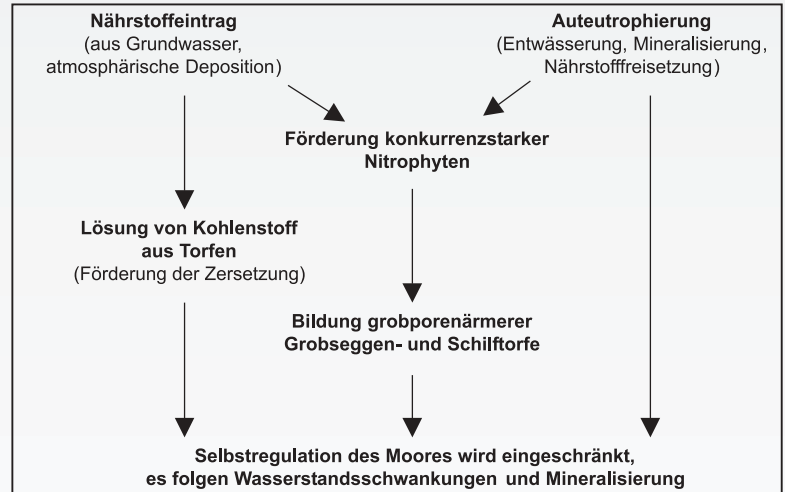 Nährstoffeintrag
(aus Grundwasser,
atmosphärische Deposition)
Auteutrophierung
(Entwässerung, Mineralisierung,
Nährstofffreisetzung)
Förderung konkurrenzstarker
Nitrophyten
Lösung von Kohlenstoff
aus Torfen
(Förderung der Zersetzung)
Bildung grobporenärmerer
Grobseggen- und Schilftorfe
Selbstregulation des Moores wird eingeschränkt,
es folgen Wasserstandsschwankungen und Mineralisierung